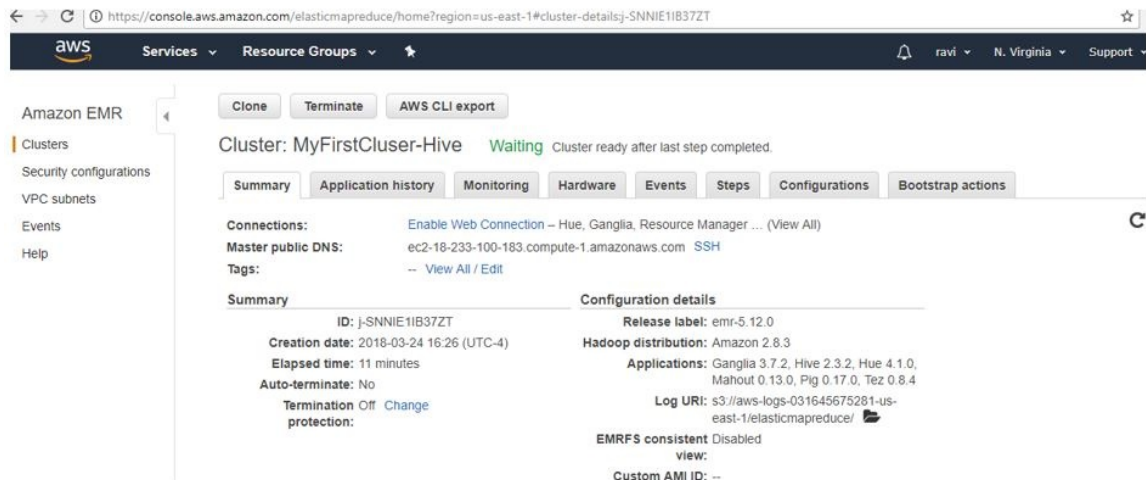 https://console.aws.amazon.com/elasticmapreduce/home?region=us-east-1#cluster-details:j-SNNIE1IB37ZT
aws Services Resource Groups ravi N. Virginia Support
Amazon EMR
Clusters
Security configurations
VPC subnets
Events
Help
Clone Terminate AWS CLI export
Cluster: MyFirstCluser-Hive Waiting Cluster ready after last step completed.
Summary Application history Monitoring Hardware Events Steps Configurations Bootstrap actions
Connections: Enable Web Connection – Hue, Ganglia, Resource Manager … (View All)
Master public DNS: ec2-18-233-100-183.compute-1.amazonaws.com SSH
Tags: -- View All / Edit
Summary
ID: j-SNNIE1IB37ZT
Creation date: 2018-03-24 16:26 (UTC-4)
Elapsed time: 11 minutes
Auto-terminate: No
Termination Off Change
protection:
Configuration details
Release label: emr-5.12.0
Hadoop distribution: Amazon 2.8.3
Applications: Ganglia 3.7.2, Hive 2.3.2, Hue 4.1.0,
Mahout 0.13.0, Pig 0.17.0, Tez 0.8.4
Log URI: s3://aws-logs-031645675281-us-
east-1/elasticmapreduce/
EMRFS consistent Disabled
view:
Custom AMI ID: --